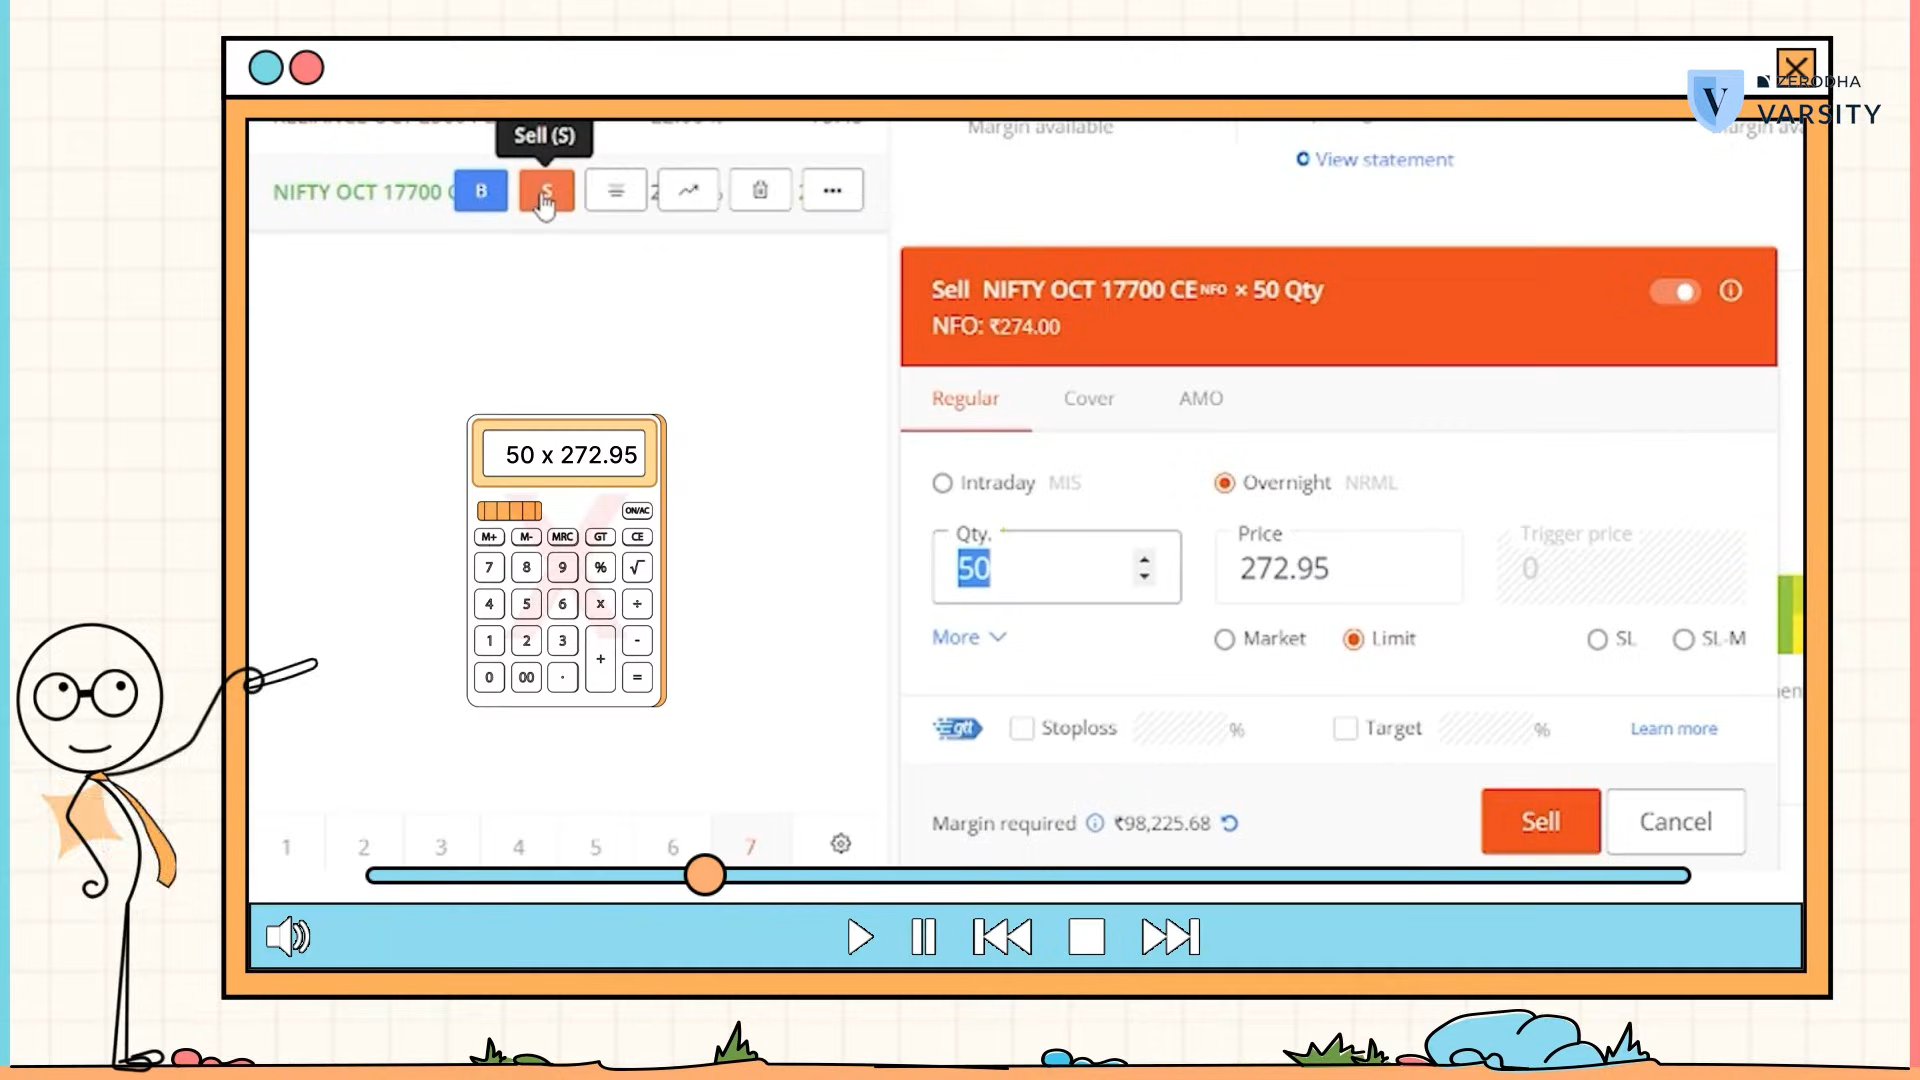 ZERODHA
VARSITY
Sell (S)
Margin available
View statement
NIFTY OCT 17700
B
S
Sell NIFTY OCT 17700 CE NFO × 50 Qty
NFO: ₹274.00
Regular Cover AMO
50 x 272.95
Intraday MIS Overnight NRML
ON/AC
M+ M- MRC GT CE
7 8 9 % √
4 5 6 x ÷
1 2 3 -
+
0 00 . =
Qty. Price Trigger price
50 272.95 0
More Market Limit SL SL-M
gtt Stoploss % Target % Learn more
Margin required ₹98,225.68
Sell Cancel
1 2 3 4 5 6 7